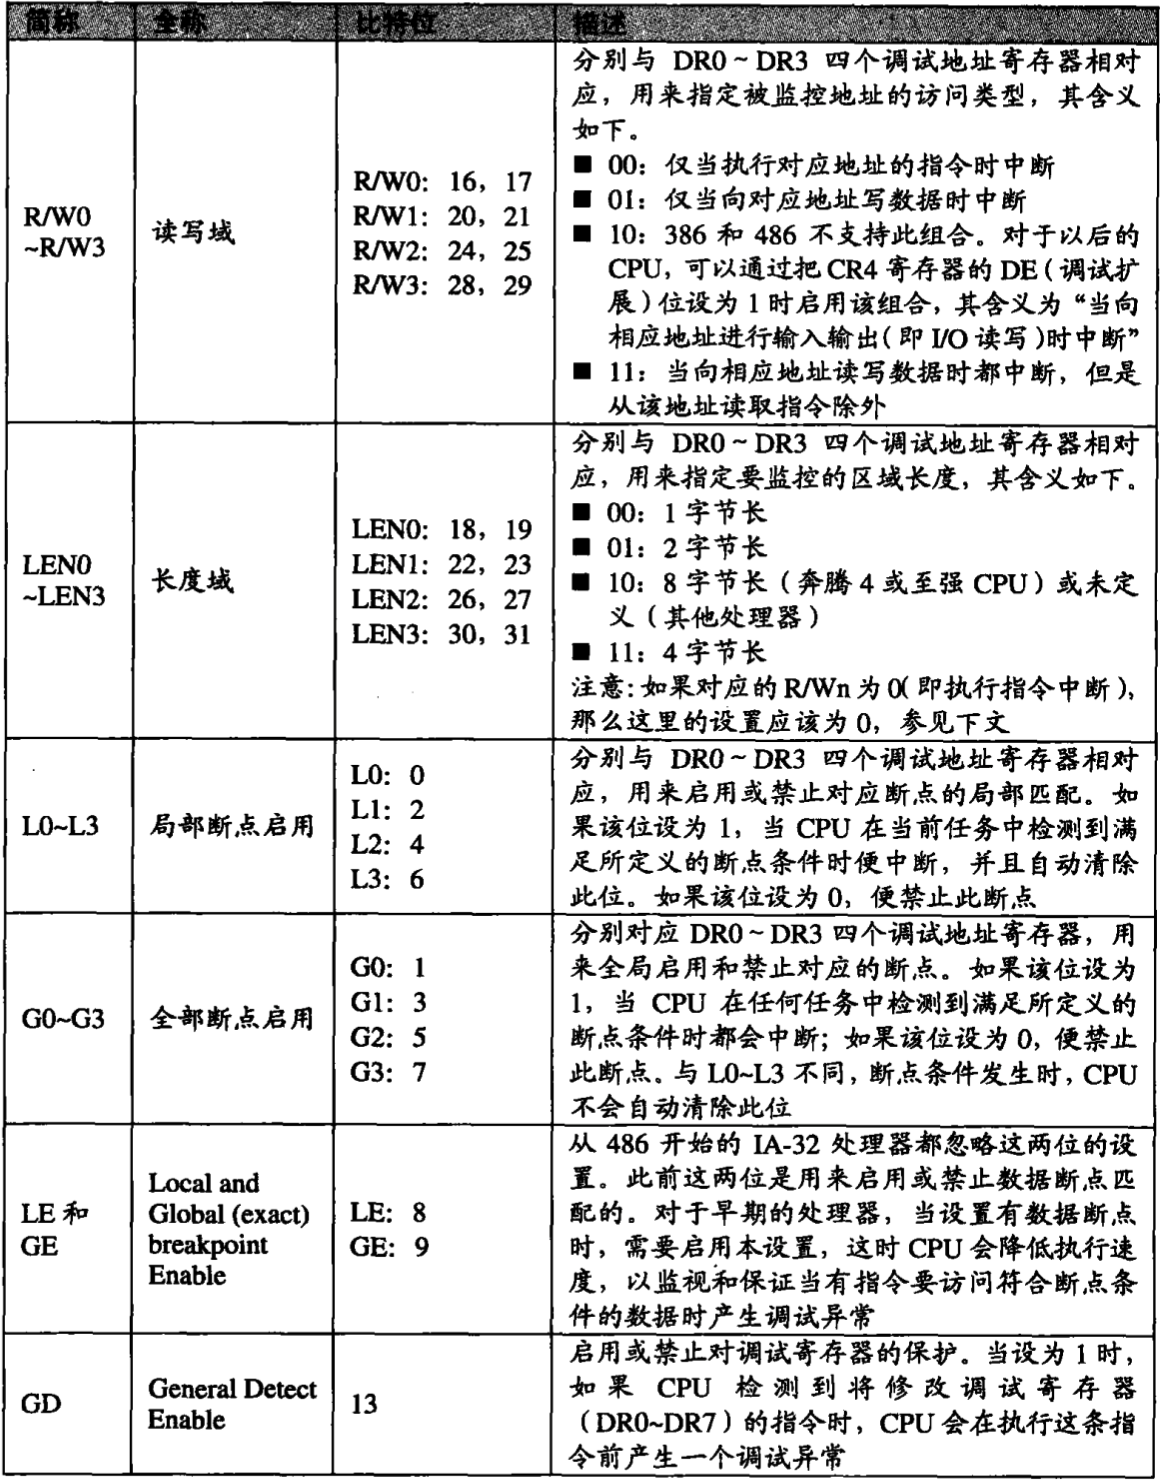 简称 全称 比特位 描述
R/W0
~R/W3
读写域
R/W0: 16, 17
R/W1: 20, 21
R/W2: 24, 25
R/W3: 28, 29
分别与 DR0~DR3 四个调试地址寄存器相对
应，用来指定被监控地址的访问类型，其含义
如下。
■ 00：仅当执行对应地址的指令时中断
■ 01：仅当向对应地址写数据时中断
■ 10：386 和 486 不支持此组合。对于以后的
CPU，可以通过把 CR4 寄存器的 DE（调试扩
展）位设为 1 时启用该组合，其含义为“当向
相应地址进行输入输出（即 I/O 读写）时中断”
■ 11：当向相应地址读写数据时都中断，但是
从该地址读取指令除外
LEN0
~LEN3
长度域
LEN0: 18, 19
LEN1: 22, 23
LEN2: 26, 27
LEN3: 30, 31
分别与 DR0~DR3 四个调试地址寄存器相对
应，用来指定要监控的区域长度，其含义如下。
■ 00：1 字节长
■ 01：2 字节长
■ 10：8 字节长（奔腾 4 或至强 CPU）或未定
义（其他处理器）
■ 11：4 字节长
注意：如果对应的 R/Wn 为 0（即执行指令中断），
那么这里的设置应该为 0，参见下文
L0~L3
局部断点启用
L0: 0
L1: 2
L2: 4
L3: 6
分别与 DR0~DR3 四个调试地址寄存器相对
应，用来启用或禁止对应断点的局部匹配。如
果该位设为 1，当 CPU 在当前任务中检测到满
足所定义的断点条件时便中断，并且自动清除
此位。如果该位设为 0，便禁止此断点
G0~G3
全部断点启用
G0: 1
G1: 3
G2: 5
G3: 7
分别对应 DR0~DR3 四个调试地址寄存器，用
来全局启用和禁止对应的断点。如果该位设为
1，当 CPU 在任何任务中检测到满足所定义的
断点条件时都会中断；如果该位设为 0，便禁止
此断点。与 L0~L3 不同，断点条件发生时，CPU
不会自动清除此位
LE 和
GE
Local and
Global (exact)
breakpoint
Enable
LE: 8
GE: 9
从 486 开始的 IA-32 处理器都忽略这两位的设
置。此前这两位是用来启用或禁止数据断点匹
配的。对于早期的处理器，当设置有数据断点
时，需要启用本设置，这时 CPU 会降低执行速
度，以监视和保证当有指令要访问符合断点条
件的数据时产生调试异常
GD
General Detect
Enable
13
启用或禁止对调试寄存器的保护。当设为 1 时，
如果 CPU 检测到将修改调试寄存器
（DR0~DR7）的指令时，CPU 会在执行这条指
令前产生一个调试异常